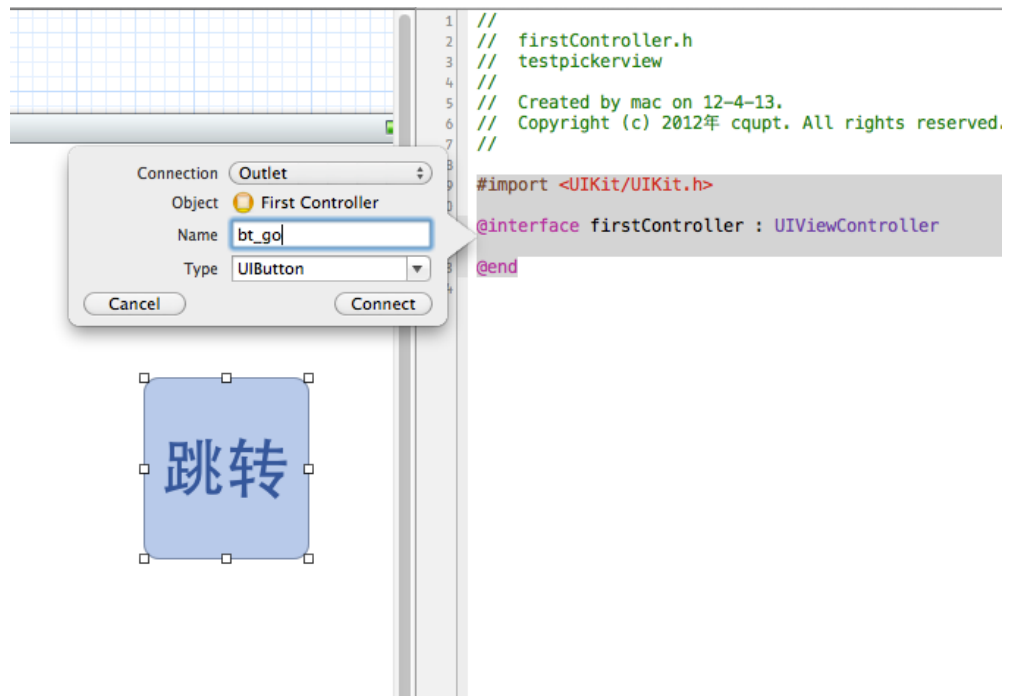 1 //
2 // firstController.h
3 // testpickerview
4 //
5 // Created by mac on 12-4-13.
6 // Copyright (c) 2012年 cqupt. All rights reserved.
7 //
#import <UIKit/UIKit.h>
@interface firstController : UIViewController
@end
Connection Outlet
Object First Controller
Name bt_go
Type UIButton
Cancel Connect
跳转